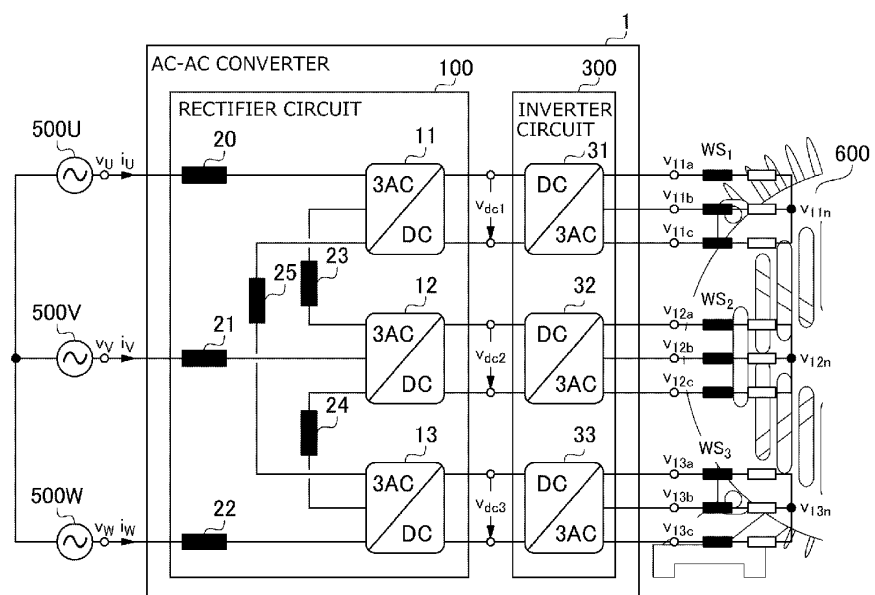 1
AC-AC CONVERTER
100
300
RECTIFIER CIRCUIT
INVERTER
CIRCUIT
500U
vU iU
20
11
3AC
DC
vdc1
31
DC
3AC
v11a
WS1
600
v11b
v11n
v11c
25
23
500V
vV iV
21
12
3AC
DC
vdc2
32
DC
3AC
v12a
WS2
v12b
v12n
v12c
24
500W
vW iW
22
13
3AC
DC
vdc3
33
DC
3AC
v13a
WS3
v13b
v13n
v13c